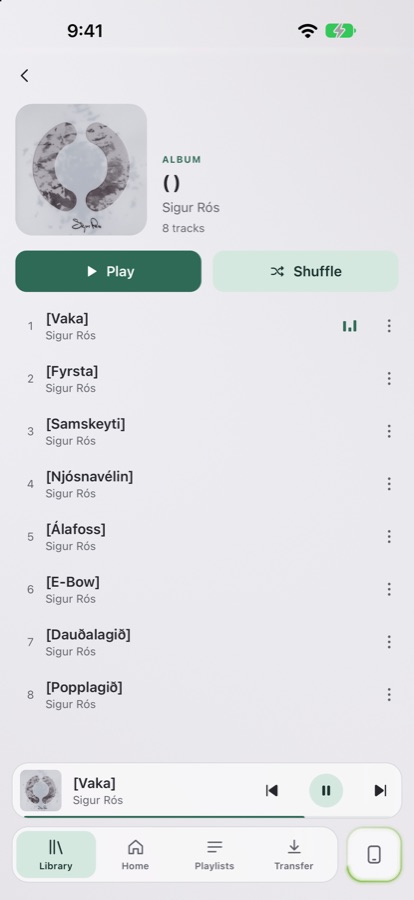 9:41
ALBUM
()
Sigur Rós
8 tracks
Play
Shuffle
1
[Vaka]
Sigur Rós
2
[Fyrsta]
Sigur Rós
3
[Samskeyti]
Sigur Rós
4
[Njósnavélin]
Sigur Rós
5
[Álafoss]
Sigur Rós
6
[E-Bow]
Sigur Rós
7
[Dauðalagið]
Sigur Rós
8
[Popplagið]
Sigur Rós
[Vaka]
Sigur Rós
Library
Home
Playlists
Transfer